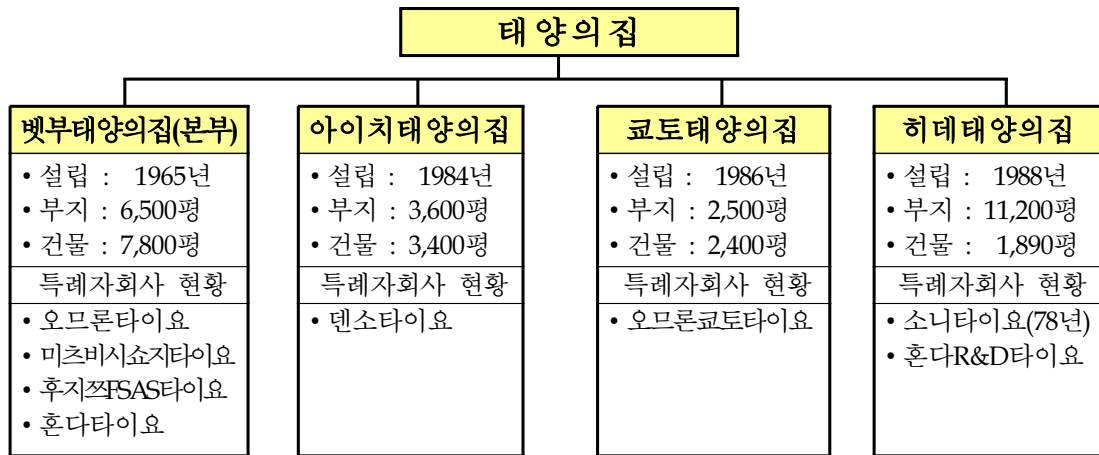 태양의집
벳부태양의집(본부)
• 설립 : 1965년
• 부지 : 6,500평
• 건물 : 7,800평
특례자회사 현황
• 오므론타이요
• 미츠비시쇼지타이요
• 후지쯔FSAS타이요
• 혼다타이요
아이치태양의집
• 설립 : 1984년
• 부지 : 3,600평
• 건물 : 3,400평
특례자회사 현황
• 덴소타이요
쿄토태양의집
• 설립 : 1986년
• 부지 : 2,500평
• 건물 : 2,400평
특례자회사 현황
• 오므론쿄토타이요
히데태양의집
• 설립 : 1988년
• 부지 : 11,200평
• 건물 : 1,890평
특례자회사 현황
• 소니타이요(78년)
• 혼다R&D타이요